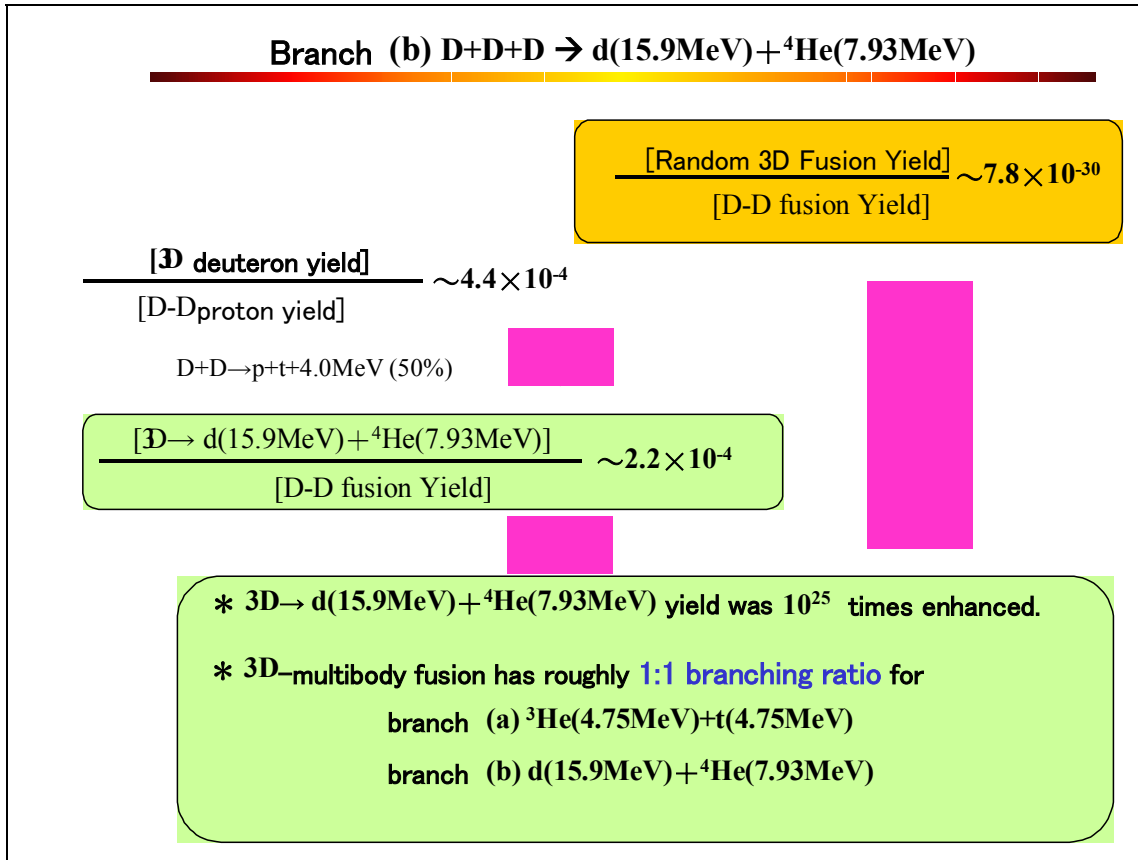 Branch (b) D+D+D → d(15.9MeV)+⁴He(7.93MeV)
[Random 3D Fusion Yield]
[D-D fusion Yield]
~7.8×10⁻³⁰
[3D deuteron yield]
[D-D proton yield]
~4.4×10⁻⁴
D+D→p+t+4.0MeV (50%)
[3D→ d(15.9MeV)+⁴He(7.93MeV)]
[D-D fusion Yield]
~2.2×10⁻⁴
* 3D→ d(15.9MeV)+⁴He(7.93MeV) yield was 10²⁵ times enhanced.
* 3D-multibody fusion has roughly 1:1 branching ratio for
branch (a) ³He(4.75MeV)+t(4.75MeV)
branch (b) d(15.9MeV)+⁴He(7.93MeV)